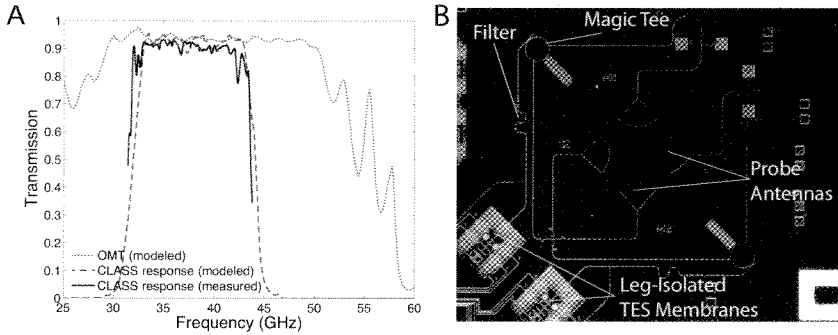 A
Transmission
1
0.9
0.8
0.7
0.6
0.5
0.4
0.3
0.2
0.1
0
OMT (modeled)
CLASS response (modeled)
CLASS response (measured)
25 30 35 40 45 50 55 60
Frequency (GHz)
B
Magic Tee
Filter
Probe
Antennas
Leg-Isolated
TES Membranes